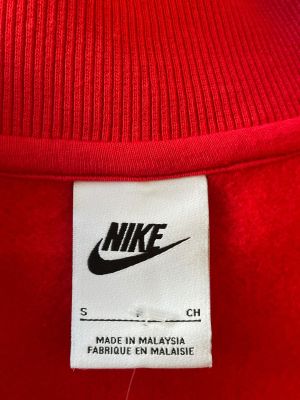 NIKE
S P CH
MADE IN MALAYSIA
FABRIQUE EN MALAISIE